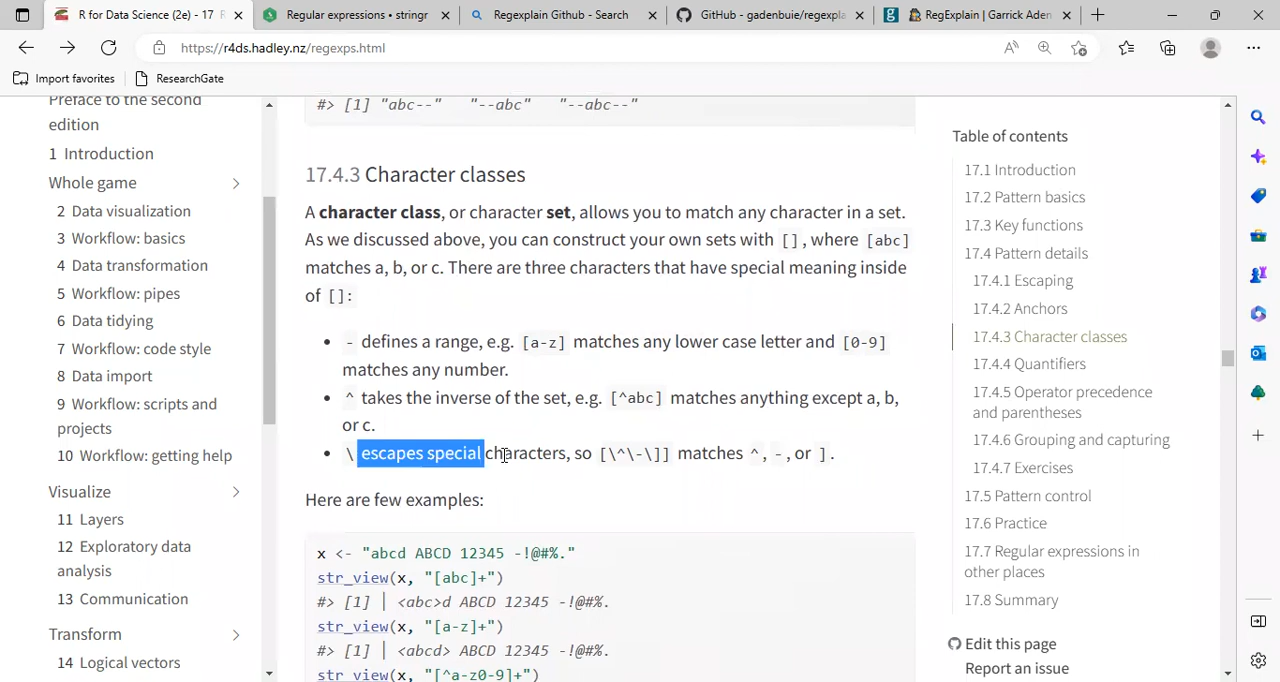 R for Data Science (2e) - 17 R
Regular expressions • stringr
Regexplain Github - Search
GitHub - gadenbuie/regexpla
RegExplain | Garrick Aden
https://r4ds.hadley.nz/regexps.html
Import favorites
ResearchGate
Preface to the second
edition
1 Introduction
Whole game
2 Data visualization
3 Workflow: basics
4 Data transformation
5 Workflow: pipes
6 Data tidying
7 Workflow: code style
8 Data import
9 Workflow: scripts and
projects
10 Workflow: getting help
Visualize
11 Layers
12 Exploratory data
analysis
13 Communication
Transform
14 Logical vectors
#> [1] "abc--" "--abc" "--abc--"
17.4.3 Character classes
A character class, or character set, allows you to match any character in a set.
As we discussed above, you can construct your own sets with [], where [abc]
matches a, b, or c. There are three characters that have special meaning inside
of []:
• - defines a range, e.g. [a-z] matches any lower case letter and [0-9]
matches any number.
• ^ takes the inverse of the set, e.g. [^abc] matches anything except a, b,
or c.
• \ escapes special characters, so [\^\-\]] matches ^, -, or ].
Here are few examples:
x <- "abcd ABCD 12345 -!@#%."
str_view(x, "[abc]+")
#> [1] │ <abc>d ABCD 12345 -!@#%.
str_view(x, "[a-z]+")
#> [1] │ <abcd> ABCD 12345 -!@#%.
str_view(x, "[^a-z0-9]+")
Table of contents
17.1 Introduction
17.2 Pattern basics
17.3 Key functions
17.4 Pattern details
17.4.1 Escaping
17.4.2 Anchors
17.4.3 Character classes
17.4.4 Quantifiers
17.4.5 Operator precedence
and parentheses
17.4.6 Grouping and capturing
17.4.7 Exercises
17.5 Pattern control
17.6 Practice
17.7 Regular expressions in
other places
17.8 Summary
Edit this page
Report an issue